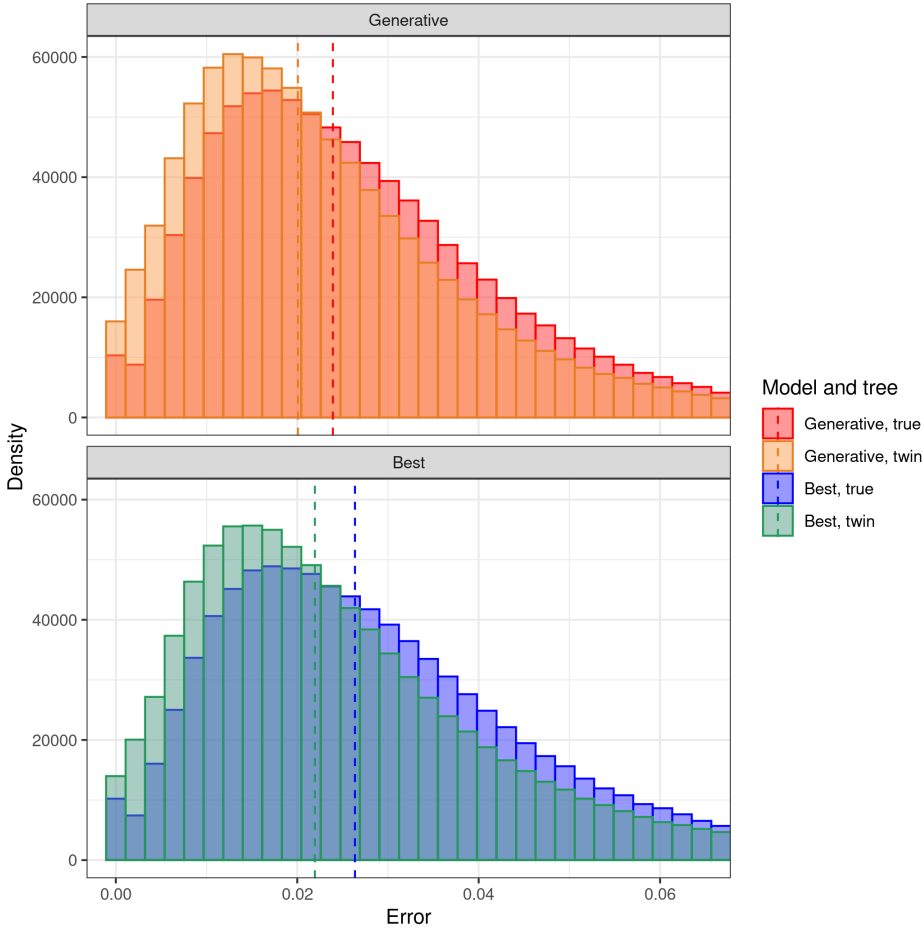 Generative
60000
40000
20000
0
Density
Best
60000
40000
20000
0
0.00 0.02 0.04 0.06
Error
Model and tree
Generative, true
Generative, twin
Best, true
Best, twin